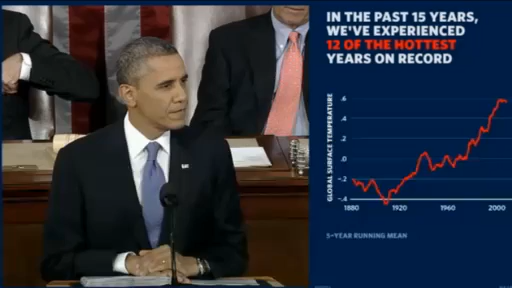 IN THE PAST 15 YEARS,
WE'VE EXPERIENCED
12 OF THE HOTTEST
YEARS ON RECORD
GLOBAL SURFACE TEMPERATURE
.6
.4
.2
.0
-.2
-.4
1880 1920 1960 2000
5-YEAR RUNNING MEAN